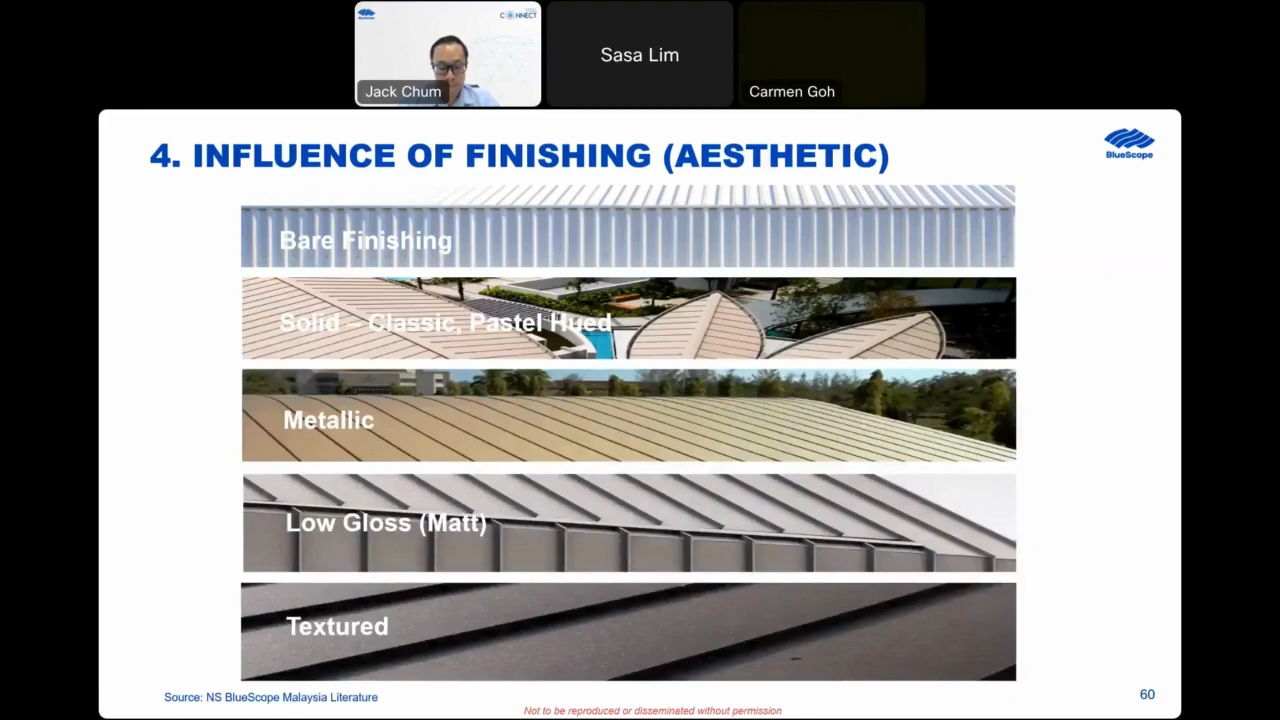 BlueScope
CONNECT
Jack Chum
Sasa Lim
Carmen Goh
4. INFLUENCE OF FINISHING (AESTHETIC)
BlueScope
Bare Finishing
Solid – Classic, Pastel Hued
Metallic
Low Gloss (Matt)
Textured
Source: NS BlueScope Malaysia Literature
60
Not to be reproduced or disseminated without permission